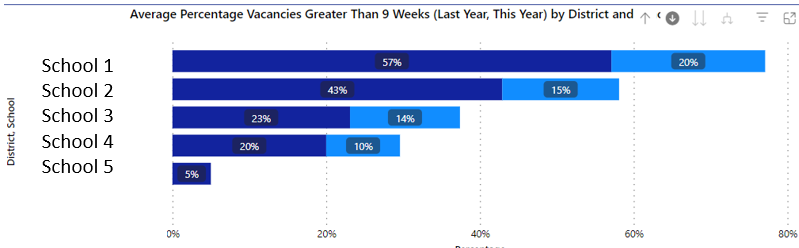 Average Percentage Vacancies Greater Than 9 Weeks (Last Year, This Year) by District and
District, School
School 1
57%
20%
School 2
43%
15%
School 3
23%
14%
School 4
20%
10%
School 5
5%
0%
20%
40%
60%
80%